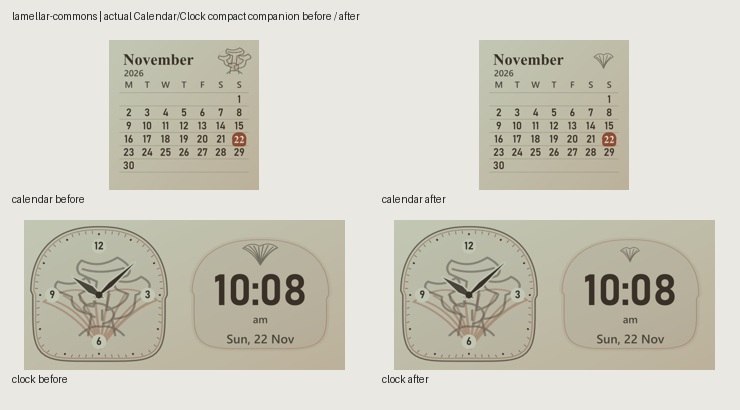 lamellar-commons | actual Calendar/Clock compact companion before / after
November
2026
M T W T F S S
1
2 3 4 5 6 7 8
9 10 11 12 13 14 15
16 17 18 19 20 21 22
23 24 25 26 27 28 29
30
calendar before
November
2026
M T W T F S S
1
2 3 4 5 6 7 8
9 10 11 12 13 14 15
16 17 18 19 20 21 22
23 24 25 26 27 28 29
30
calendar after
12
9 3
6
10:08
am
Sun, 22 Nov
clock before
12
9 3
6
10:08
am
Sun, 22 Nov
clock after